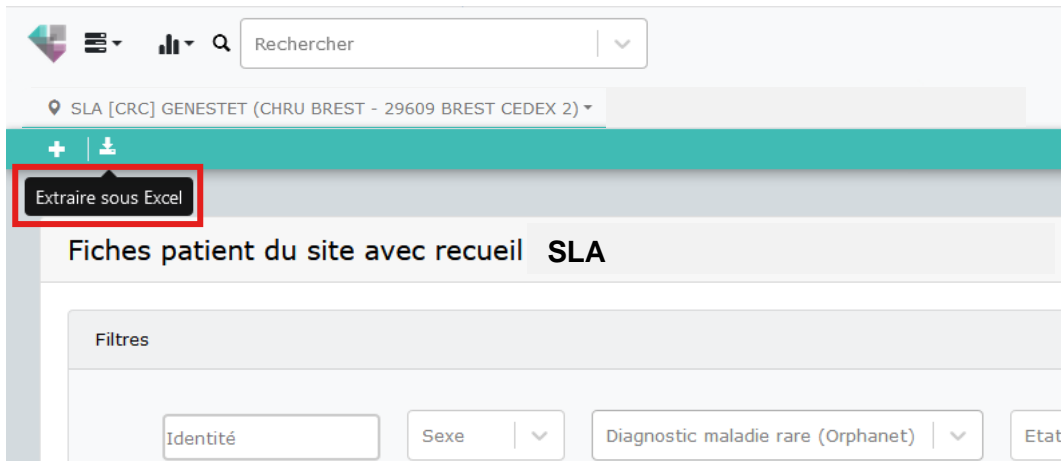 Rechercher
SLA [CRC] GENESTET (CHRU BREST - 29609 BREST CEDEX 2)
Extraire sous Excel
Fiches patient du site avec recueil SLA
Filtres
Identité Sexe Diagnostic maladie rare (Orphanet) Etat